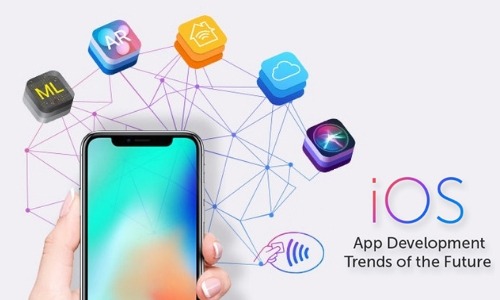 AR
ML
iOS
App Development
Trends of the Future